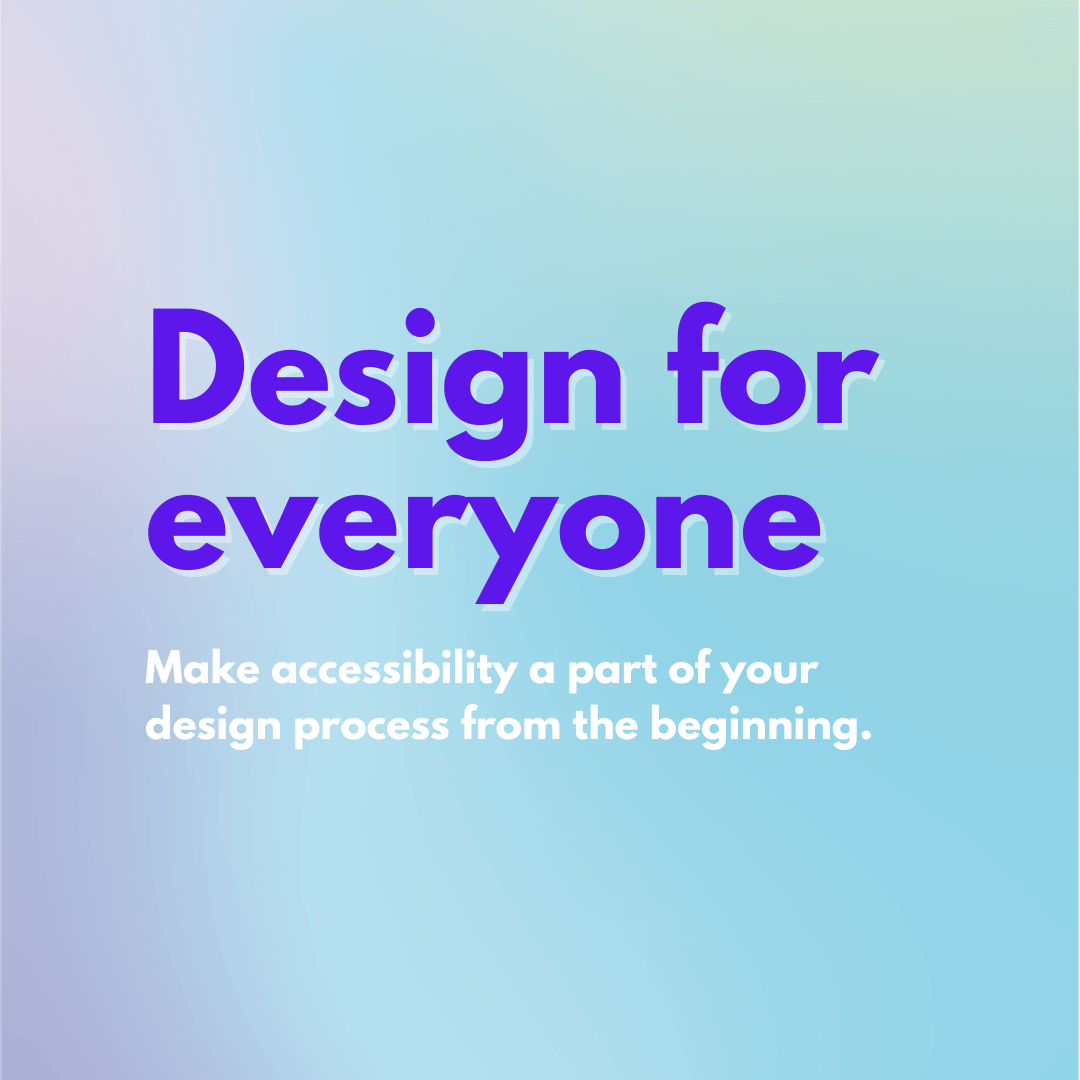 Design for
everyone
Make accessibility a part of your
design process from the beginning.